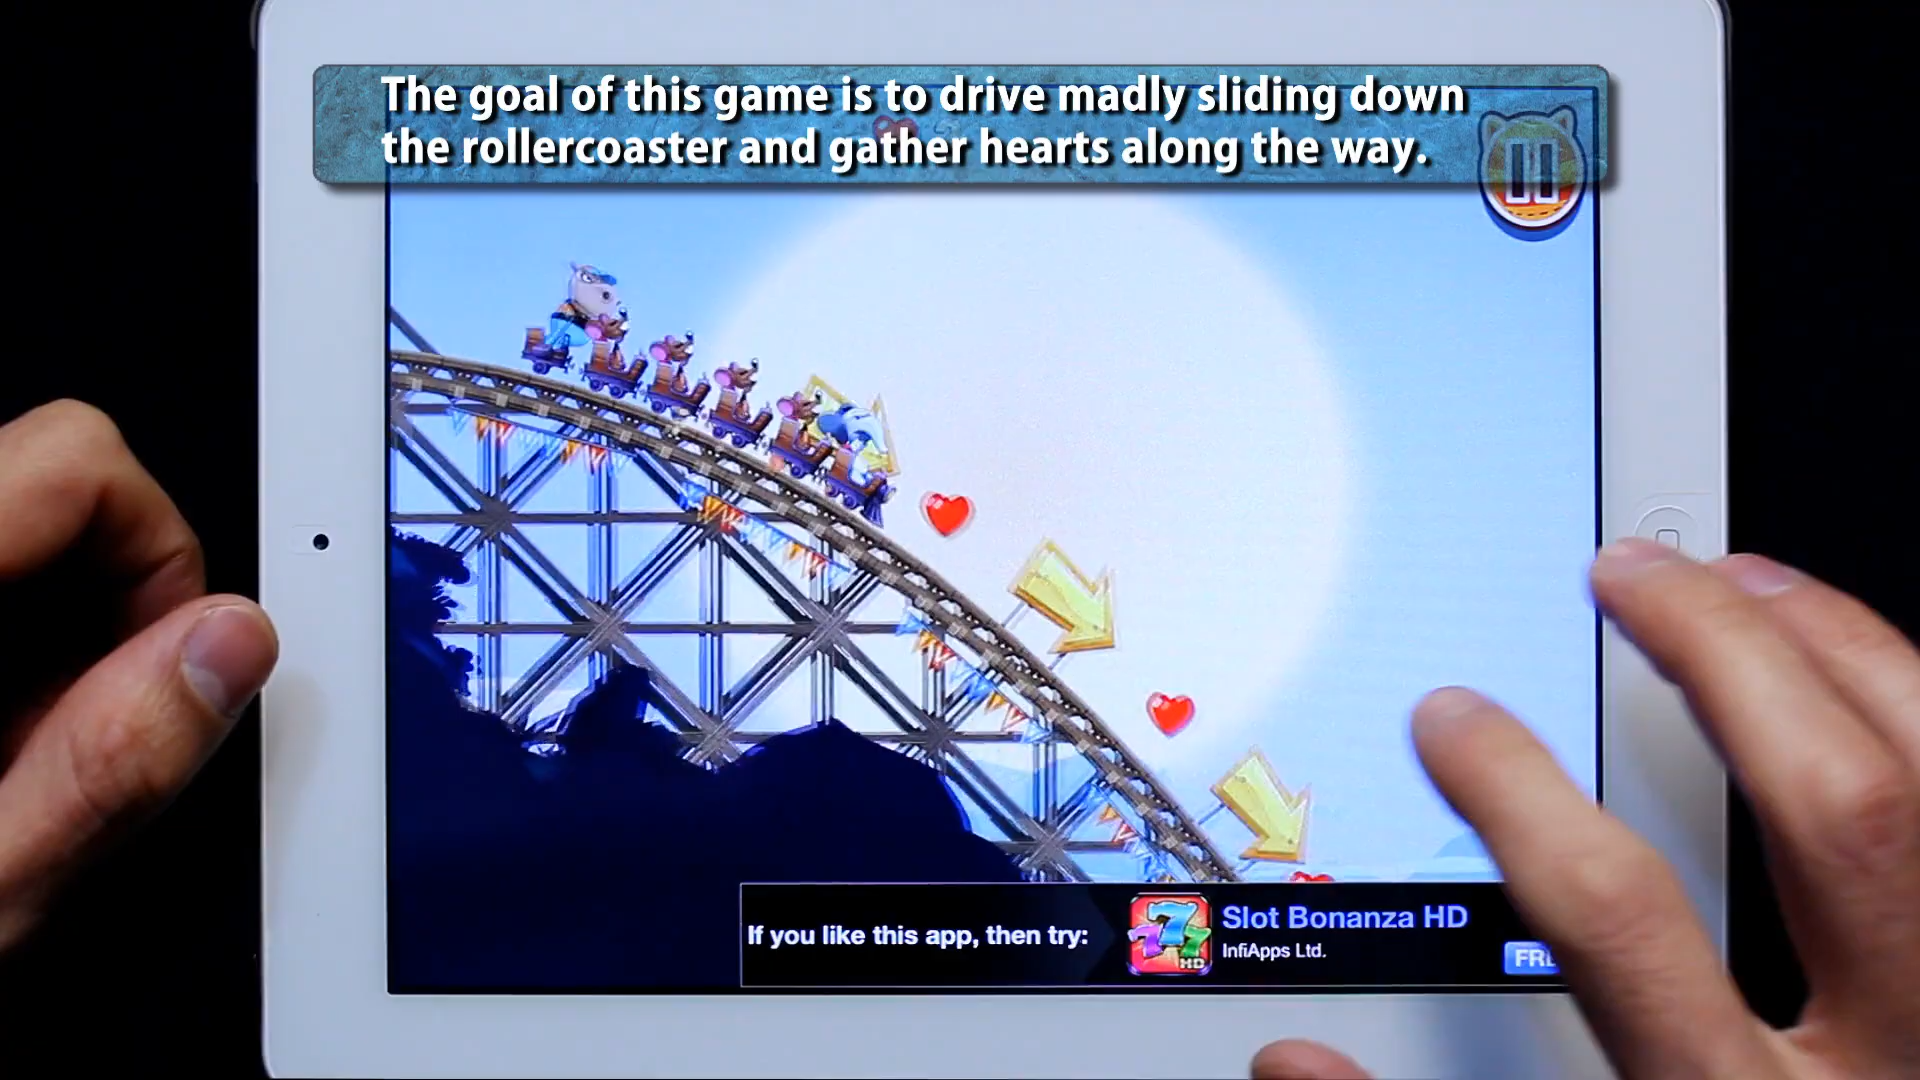 The goal of this game is to drive madly sliding down
the rollercoaster and gather hearts along the way.
If you like this app, then try:
777
HD
Slot Bonanza HD
InfiApps Ltd.